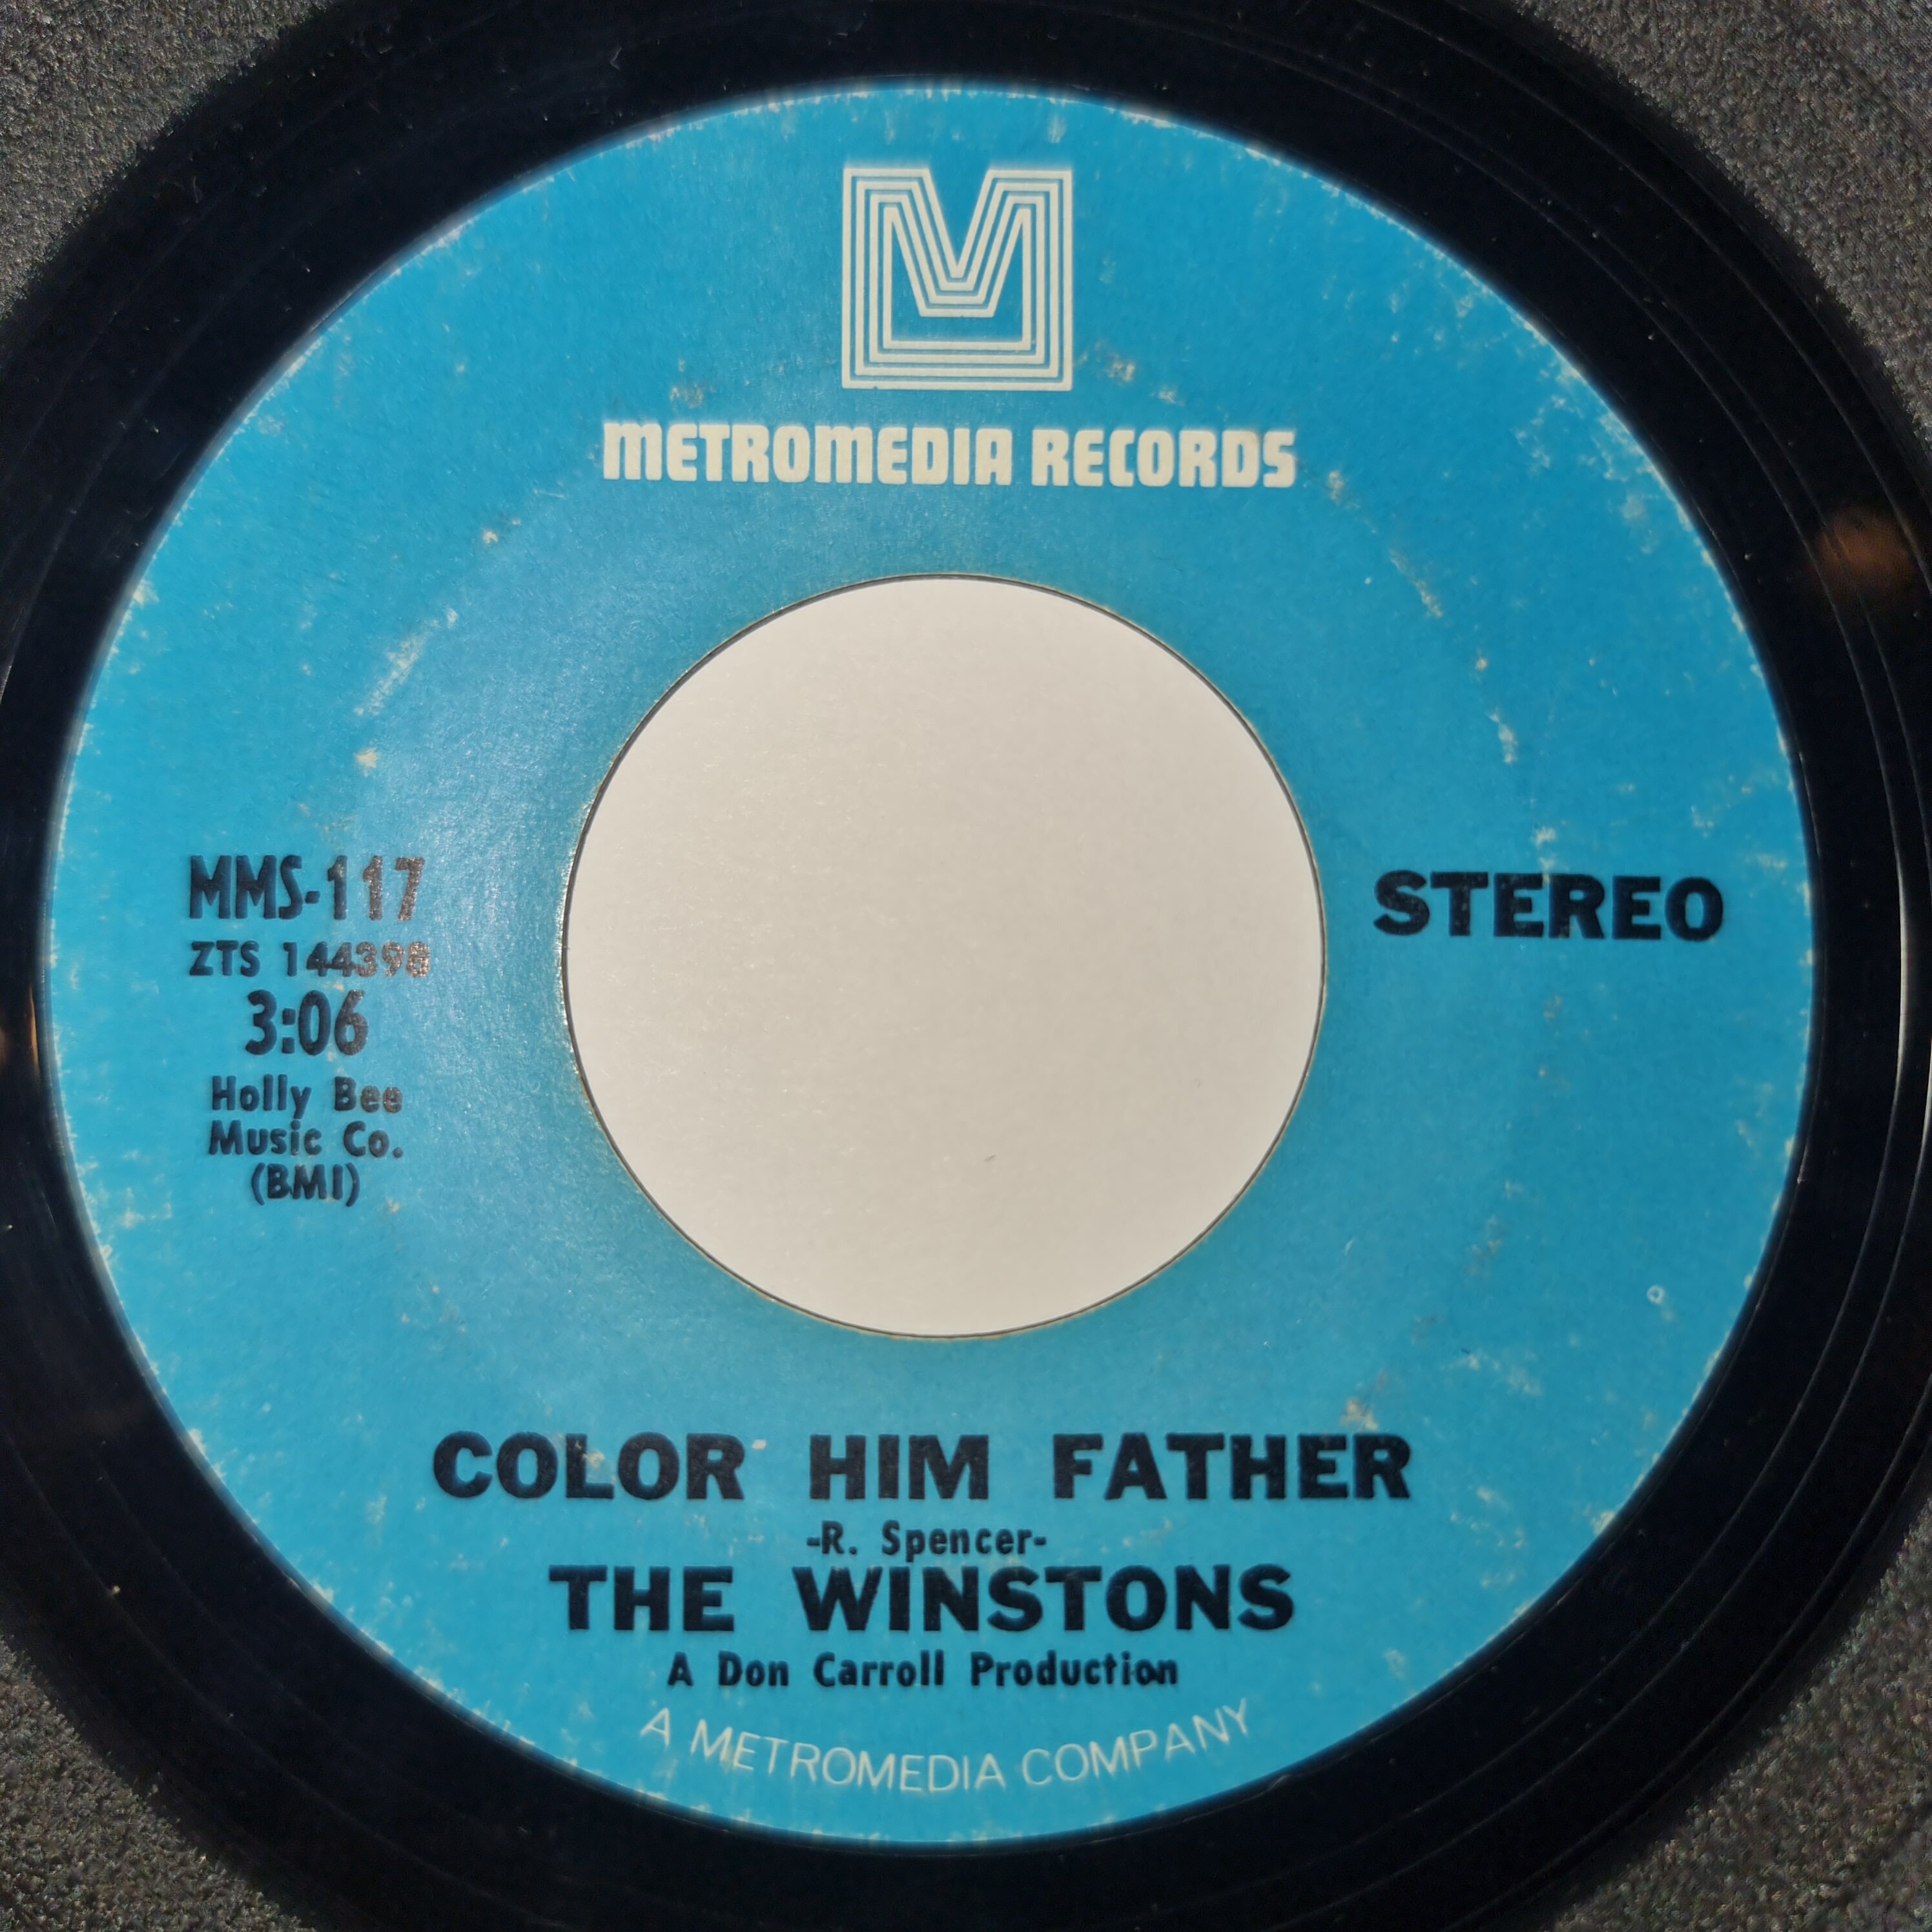 METROMEDIA RECORDS
MMS-117
ZTS 144398
3:06
Holly Bee
Music Co.
(BMI)
STEREO
COLOR HIM FATHER
-R. Spencer-
THE WINSTONS
A Don Carroll Production
A METROMEDIA COMPANY